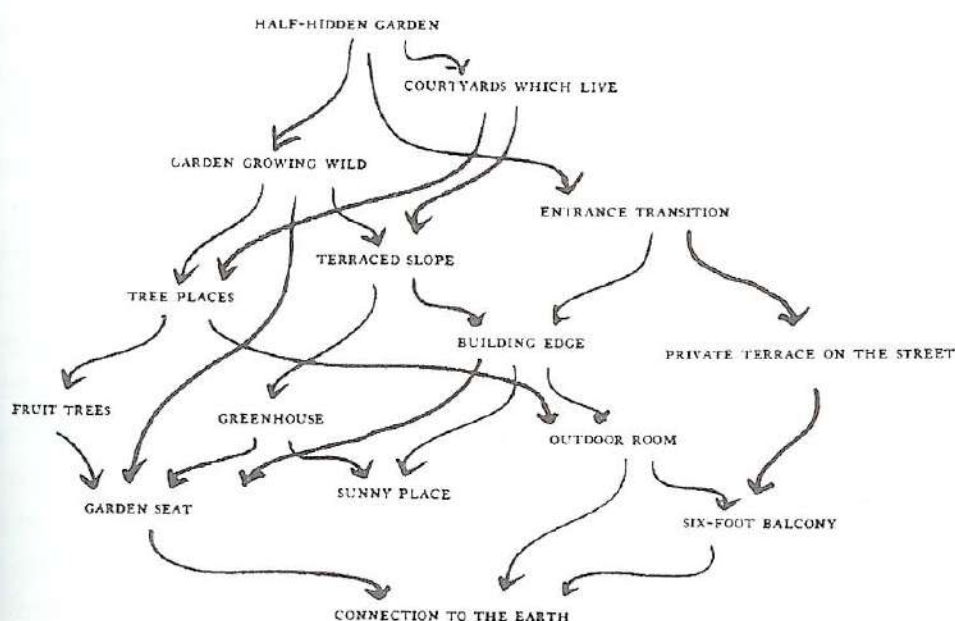 HALF-HIDDEN GARDEN
COURTYARDS WHICH LIVE
GARDEN GROWING WILD
ENTRANCE TRANSITION
TERRACED SLOPE
TREE PLACES
BUILDING EDGE
PRIVATE TERRACE ON THE STREET
FRUIT TREES
GREENHOUSE
OUTDOOR ROOM
SUNNY PLACE
GARDEN SEAT
SIX-FOOT BALCONY
CONNECTION TO THE EARTH